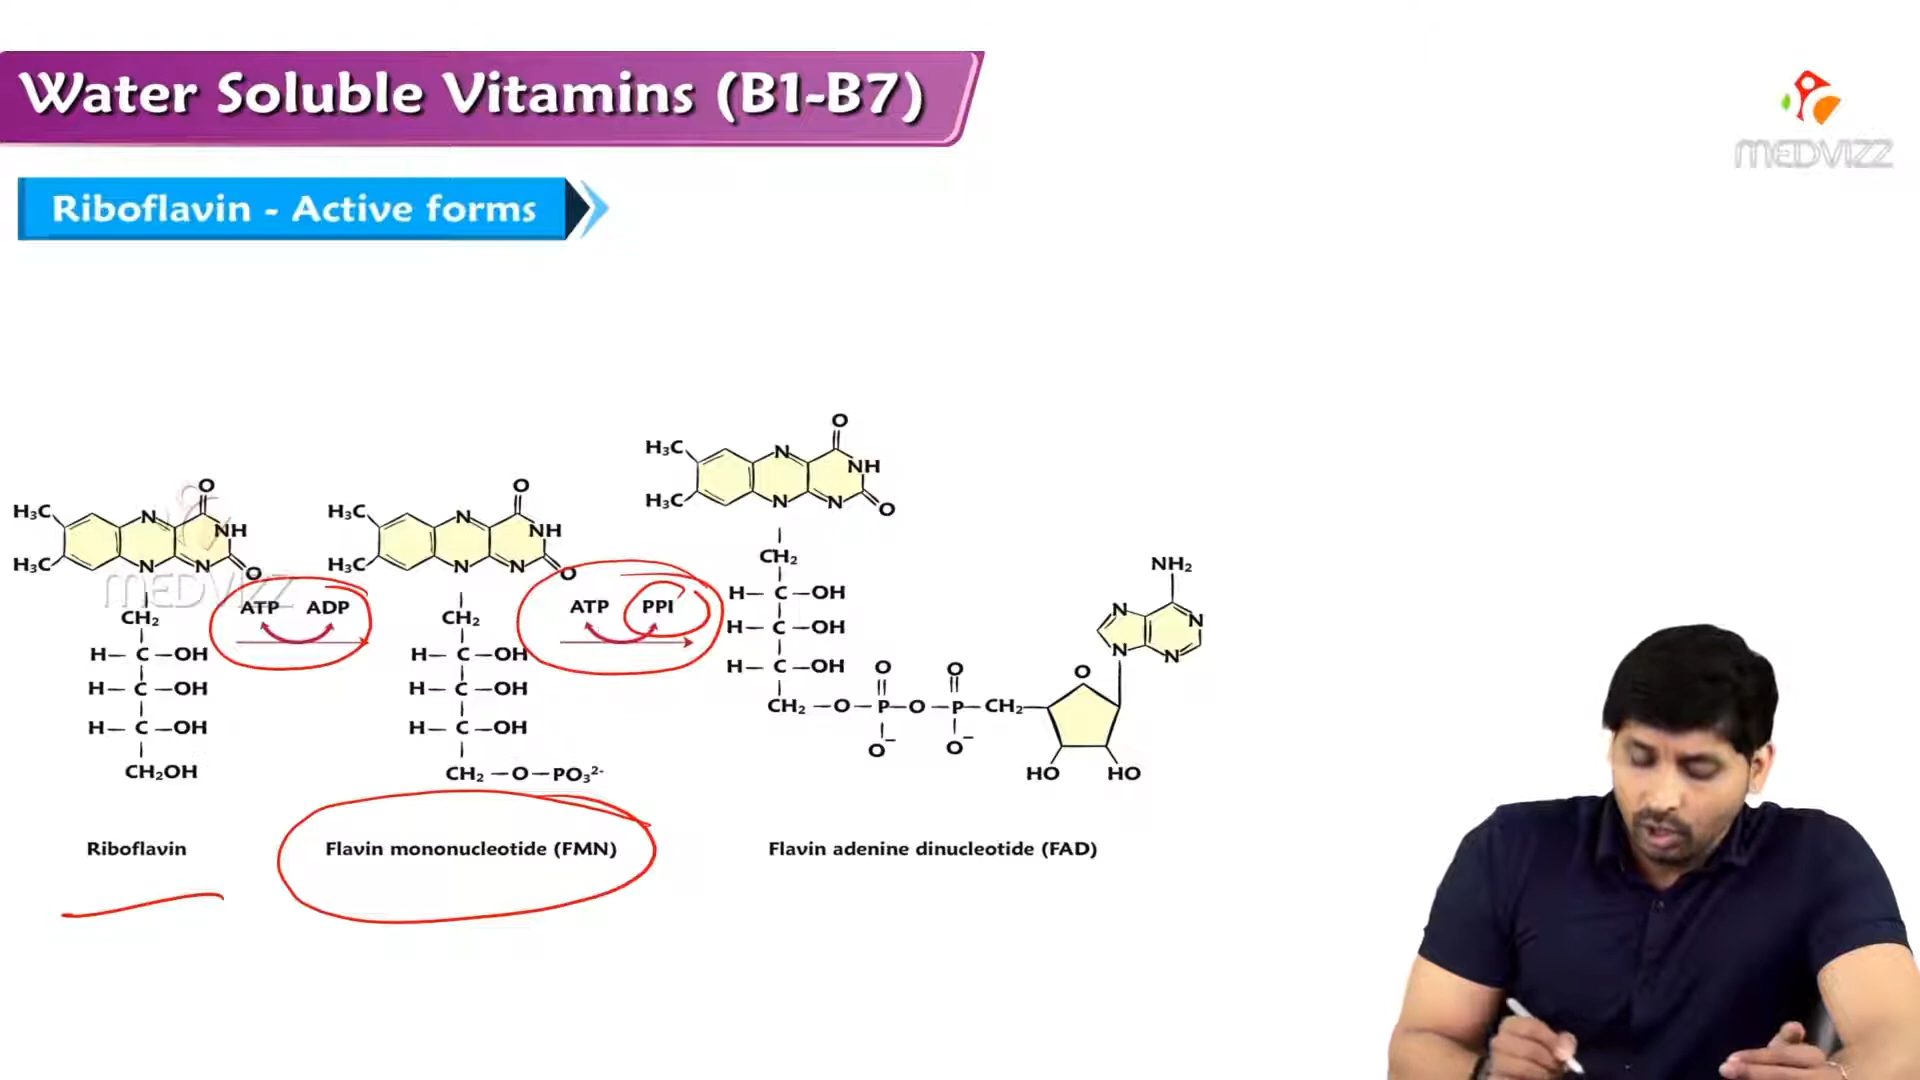 Water Soluble Vitamins (B1-B7)
MEDVIZZ
Riboflavin - Active forms
O
H₃C
N
NH
H₃C
N
N
O
MEDVIZZ
ATP ADP
CH₂
H– C –OH
H– C –OH
H– C –OH
CH₂OH
Riboflavin
O
H₃C
N
NH
H₃C
N
N
O
ATP PPI
CH₂
H– C –OH
H– C –OH
H– C –OH
CH₂ –O–PO₃²⁻
Flavin mononucleotide (FMN)
O
H₃C
N
NH
H₃C
N
N
O
CH₂
H– C –OH
H– C –OH
H– C –OH
O O
CH₂ –O–P–O–P–CH₂
O⁻ O⁻
NH₂
N
N
N
N
O
HO HO
Flavin adenine dinucleotide (FAD)